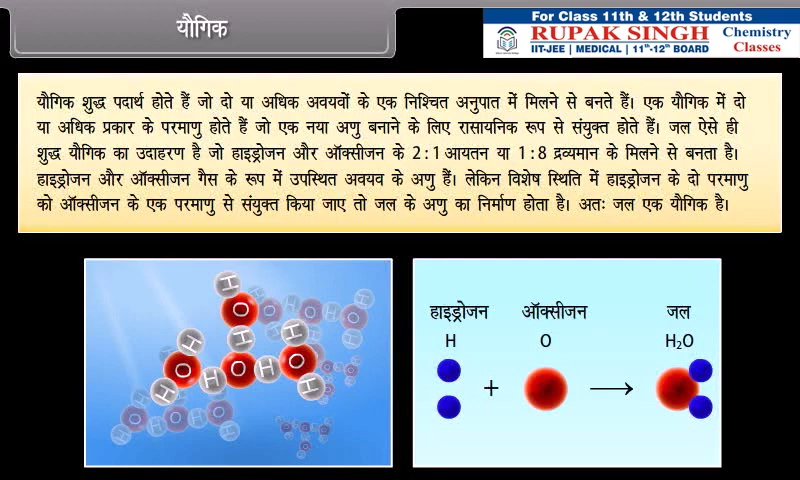 यौगिक
For Class 11th & 12th Students
RUPAK SINGH
IIT-JEE | MEDICAL | 11ᵗʰ-12ᵗʰ BOARD
Chemistry
Classes
यौगिक शुद्ध पदार्थ होते हैं जो दो या अधिक अवयवों के एक निश्चित अनुपात में मिलने से बनते हैं। एक यौगिक में दो
या अधिक प्रकार के परमाणु होते हैं जो एक नया अणु बनाने के लिए रासायनिक रूप से संयुक्त होते हैं। जल ऐसे ही
शुद्ध यौगिक का उदाहरण है जो हाइड्रोजन और ऑक्सीजन के 2:1आयतन या 1:8 द्रव्यमान के मिलने से बनता है।
हाइड्रोजन और ऑक्सीजन गैस के रूप में उपस्थित अवयव के अणु हैं। लेकिन विशेष स्थिति में हाइड्रोजन के दो परमाणु
को ऑक्सीजन के एक परमाणु से संयुक्त किया जाए तो जल के अणु का निर्माण होता है। अतः जल एक यौगिक है।
H
O
H
H
H
O
H
O
H
O
H
H
हाइड्रोजन ऑक्सीजन जल
H O H₂O
+ →